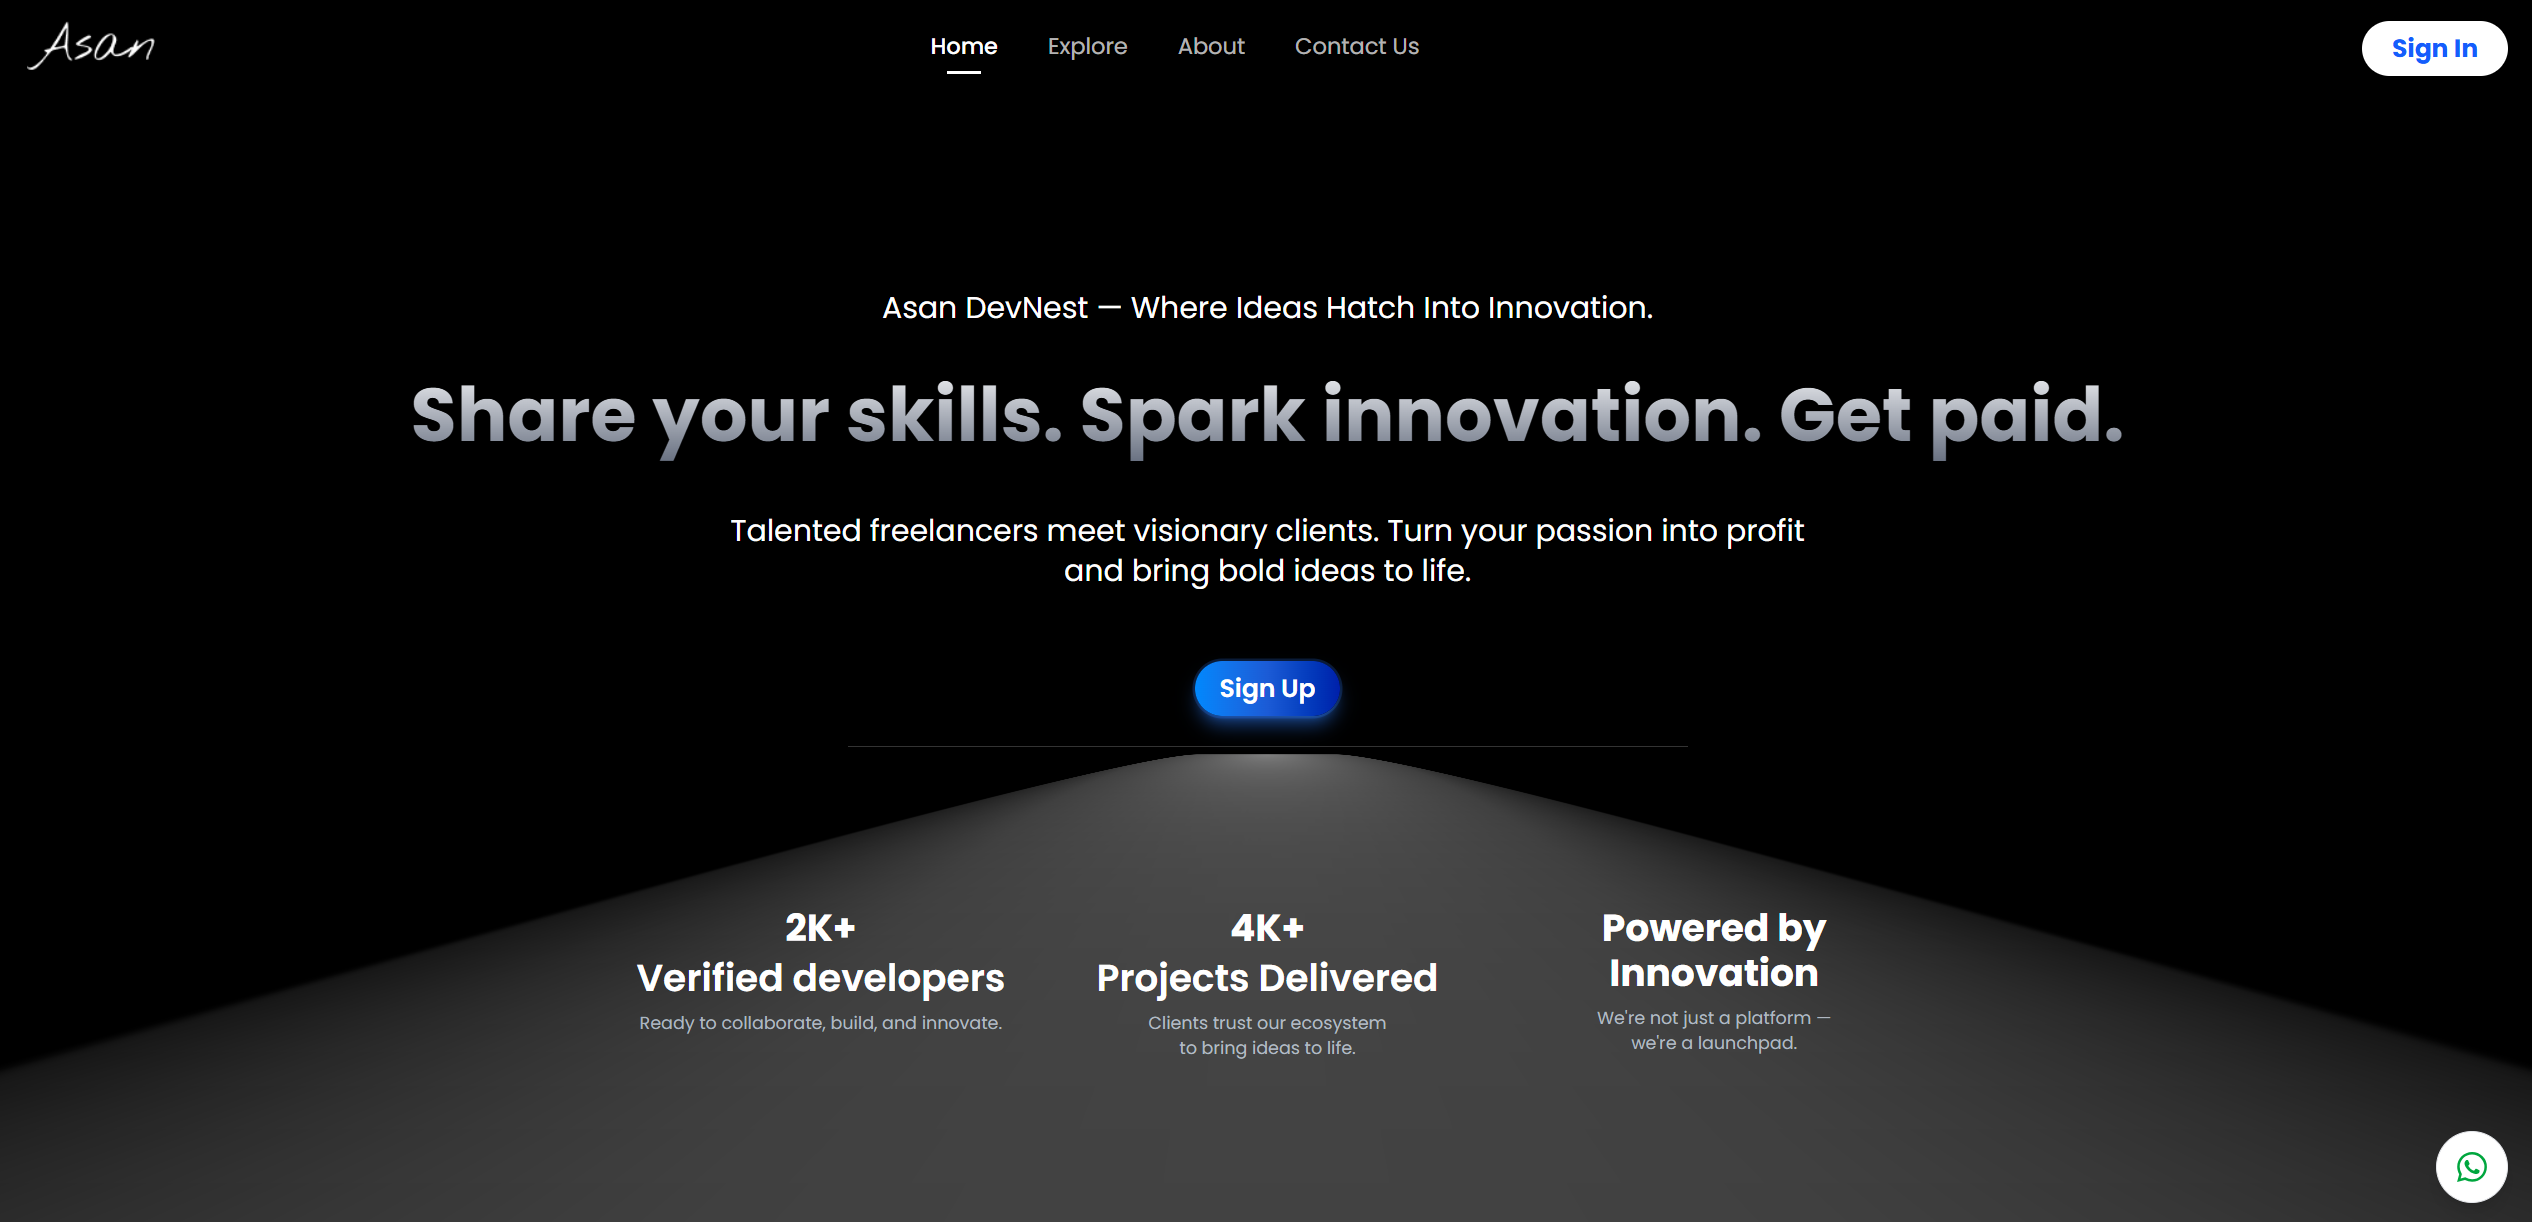 Asan
Home
Explore
About
Contact Us
Sign In
Asan DevNest — Where Ideas Hatch Into Innovation.
Share your skills. Spark innovation. Get paid.
Talented freelancers meet visionary clients. Turn your passion into profit
and bring bold ideas to life.
Sign Up
2K+
Verified developers
Ready to collaborate, build, and innovate.
4K+
Projects Delivered
Clients trust our ecosystem
to bring ideas to life.
Powered by
Innovation
We're not just a platform —
we're a launchpad.